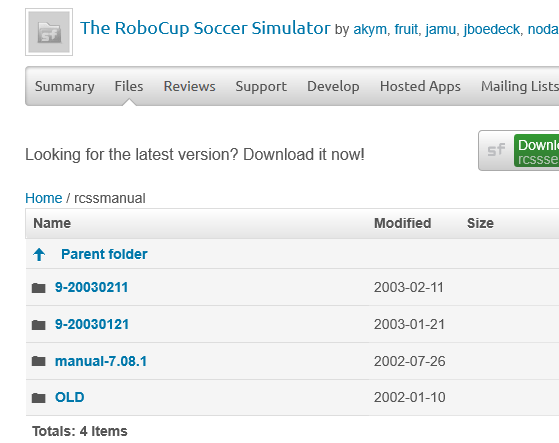 The RoboCup Soccer Simulator by akym, fruit, jamu, jboedeck, noda
Summary Files Reviews Support Develop Hosted Apps Mailing Lists
Looking for the latest version? Download it now!
sf
Home / rcssmanual
Name Modified Size
Parent folder
9-20030211 2003-02-11
9-20030121 2003-01-21
manual-7.08.1 2002-07-26
OLD 2002-01-10
Totals: 4 Items